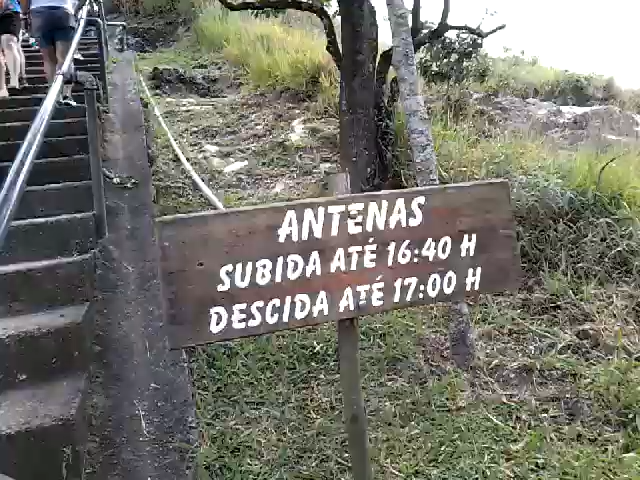 ANTENAS
SUBIDA ATÉ 16:40 H
DESCIDA ATÉ 17:00 H